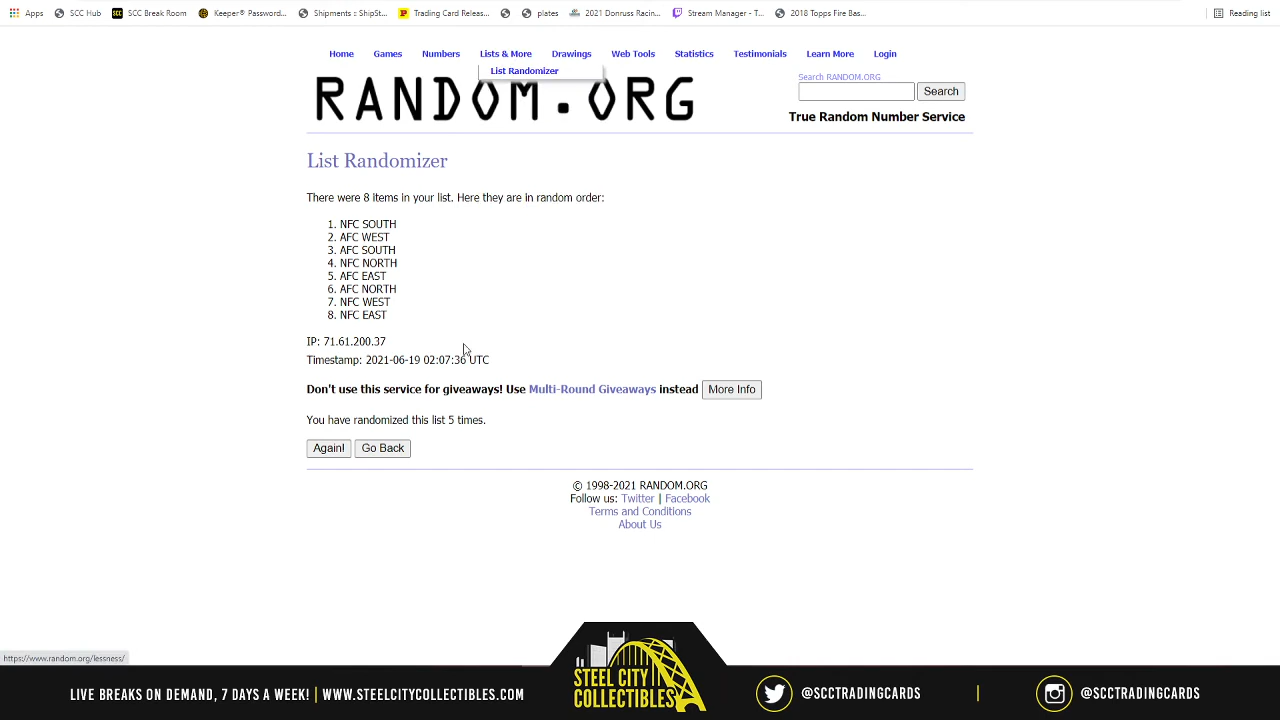 Apps SCC Hub SCC Break Room Keeper® Password... Shipments :: ShipSt... Trading Card Releas... plates 2021 Donruss Racin... Stream Manager - T... 2018 Topps Fire Bas... Reading list
Home Games Numbers Lists & More Drawings Web Tools Statistics Testimonials Learn More Login
List Randomizer
Search RANDOM.ORG
RANDOM.ORG
Search
True Random Number Service
List Randomizer
There were 8 items in your list. Here they are in random order:
1. NFC SOUTH
2. AFC WEST
3. AFC SOUTH
4. NFC NORTH
5. AFC EAST
6. AFC NORTH
7. NFC WEST
8. NFC EAST
IP: 71.61.200.37
Timestamp: 2021-06-19 02:07:36 UTC
Don't use this service for giveaways! Use Multi-Round Giveaways instead More Info
You have randomized this list 5 times.
Again! Go Back
© 1998-2021 RANDOM.ORG
Follow us: Twitter | Facebook
Terms and Conditions
About Us
https://www.random.org/lessness/
LIVE BREAKS ON DEMAND, 7 DAYS A WEEK! | WWW.STEELCITYCOLLECTIBLES.COM
STEEL CITY
COLLECTIBLES
@SCCTRADINGCARDS | @SCCTRADINGCARDS